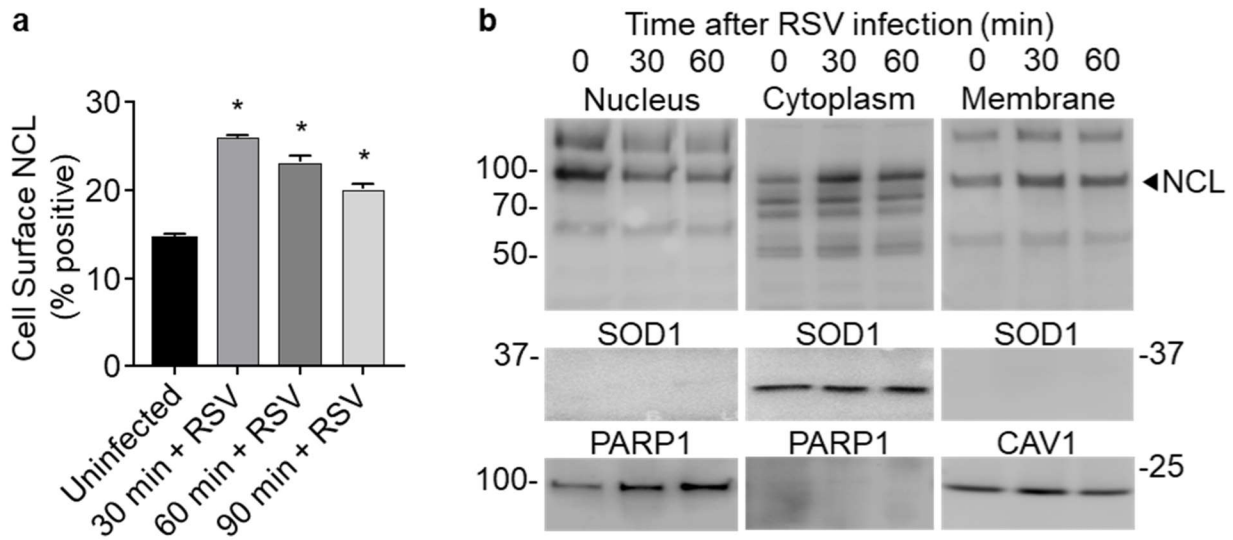 a
Cell Surface NCL
(% positive)
30
20
10
0
*
*
*
Uninfected
30 min + RSV
60 min + RSV
90 min + RSV
b
Time after RSV infection (min)
0 30 60 0 30 60 0 30 60
Nucleus Cytoplasm Membrane
100-
70-
50-
◄NCL
SOD1 SOD1 SOD1
37- -37
PARP1 PARP1 CAV1
-25
100-